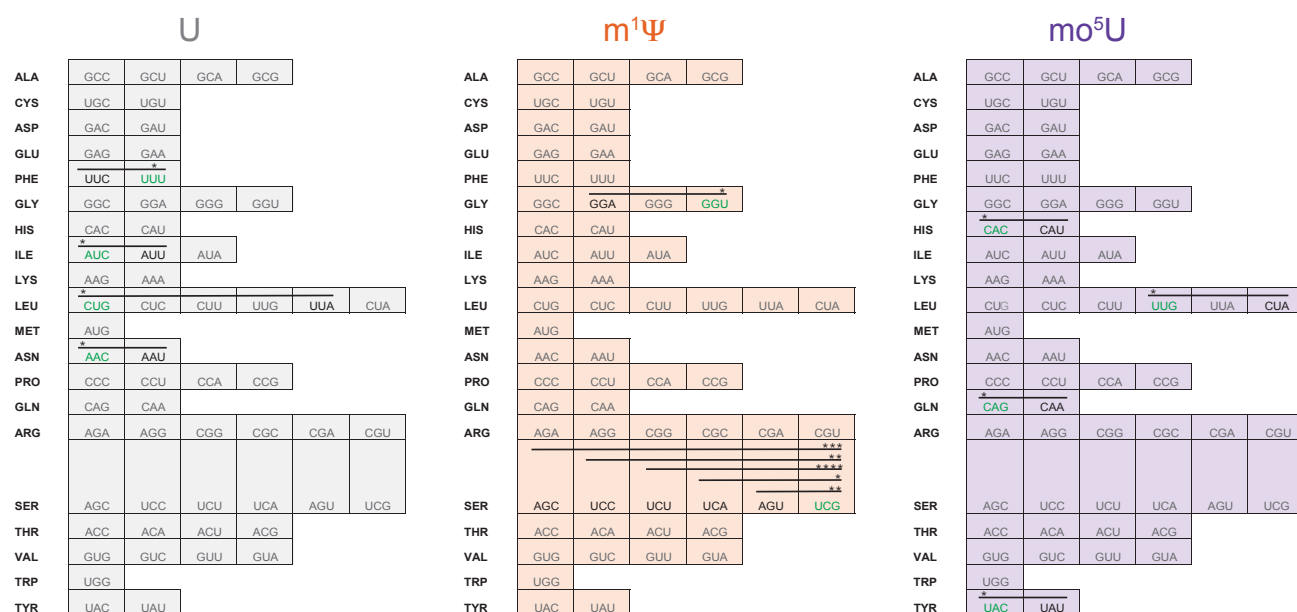 U m¹Ψ mo⁵U
ALA GCC GCU GCA GCG ALA GCC GCU GCA GCG ALA GCC GCU GCA GCG
CYS UGC UGU CYS UGC UGU CYS UGC UGU
ASP GAC GAU ASP GAC GAU ASP GAC GAU
GLU GAG GAA GLU GAG GAA GLU GAG GAA
*
PHE UUC UUU PHE UUC UUU PHE UUC UUU
*
GLY GGC GGA GGG GGU GLY GGC GGA GGG GGU GLY GGC GGA GGG GGU
*
HIS CAC CAU HIS CAC CAU HIS CAC CAU
*
ILE AUC AUU AUA ILE AUC AUU AUA ILE AUC AUU AUA
LYS AAG AAA LYS AAG AAA LYS AAG AAA
* *
LEU CUG CUC CUU UUG UUA CUA LEU CUG CUC CUU UUG UUA CUA LEU CUG CUC CUU UUG UUA CUA
MET AUG MET AUG MET AUG
*
ASN AAC AAU ASN AAC AAU ASN AAC AAU
PRO CCC CCU CCA CCG PRO CCC CCU CCA CCG PRO CCC CCU CCA CCG
*
GLN CAG CAA GLN CAG CAA GLN CAG CAA
ARG AGA AGG CGG CGC CGA CGU ARG AGA AGG CGG CGC CGA CGU ARG AGA AGG CGG CGC CGA CGU
***
**
****
*
**
SER AGC UCC UCU UCA AGU UCG SER AGC UCC UCU UCA AGU UCG SER AGC UCC UCU UCA AGU UCG
THR ACC ACA ACU ACG THR ACC ACA ACU ACG THR ACC ACA ACU ACG
VAL GUG GUC GUU GUA VAL GUG GUC GUU GUA VAL GUG GUC GUU GUA
TRP UGG TRP UGG TRP UGG
*
TYR UAC UAU TYR UAC UAU TYR UAC UAU